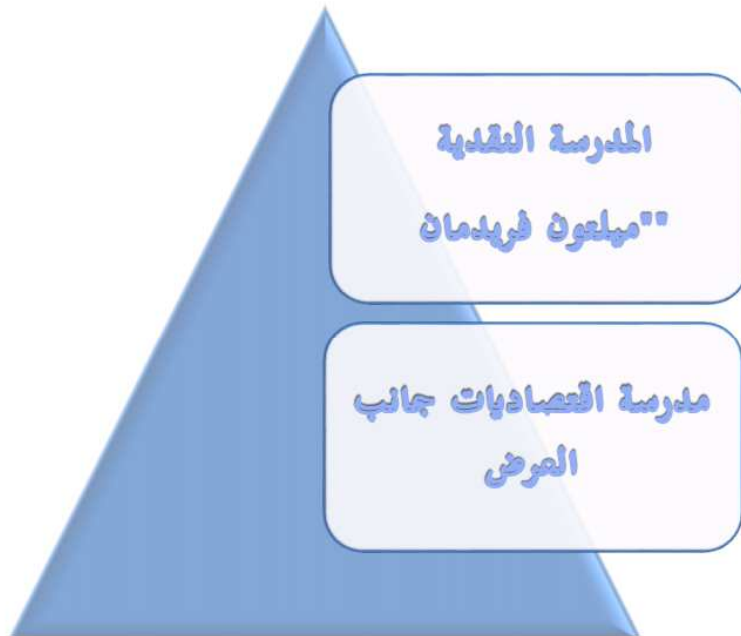 المدرسة النقدية
""ميلتون فريدمان
مدرسة اقتصاديات جانب
العرض